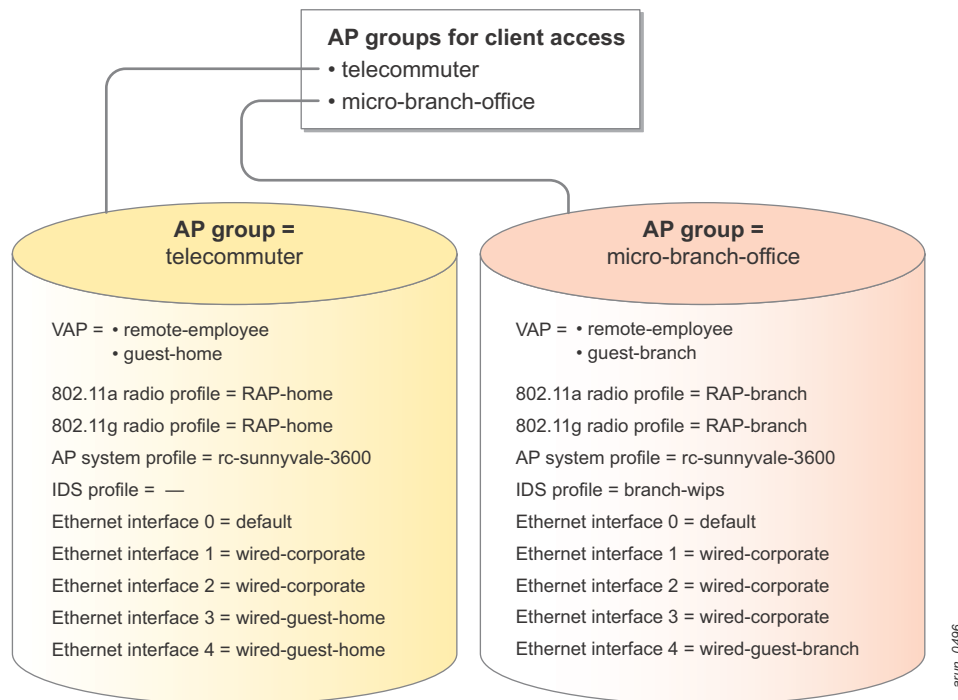 AP groups for client access
• telecommuter
• micro-branch-office
AP group =
telecommuter
VAP = • remote-employee
• guest-home
802.11a radio profile = RAP-home
802.11g radio profile = RAP-home
AP system profile = rc-sunnyvale-3600
IDS profile = —
Ethernet interface 0 = default
Ethernet interface 1 = wired-corporate
Ethernet interface 2 = wired-corporate
Ethernet interface 3 = wired-guest-home
Ethernet interface 4 = wired-guest-home
AP group =
micro-branch-office
VAP = • remote-employee
• guest-branch
802.11a radio profile = RAP-branch
802.11g radio profile = RAP-branch
AP system profile = rc-sunnyvale-3600
IDS profile = branch-wips
Ethernet interface 0 = default
Ethernet interface 1 = wired-corporate
Ethernet interface 2 = wired-corporate
Ethernet interface 3 = wired-corporate
Ethernet interface 4 = wired-guest-branch
arun_0496